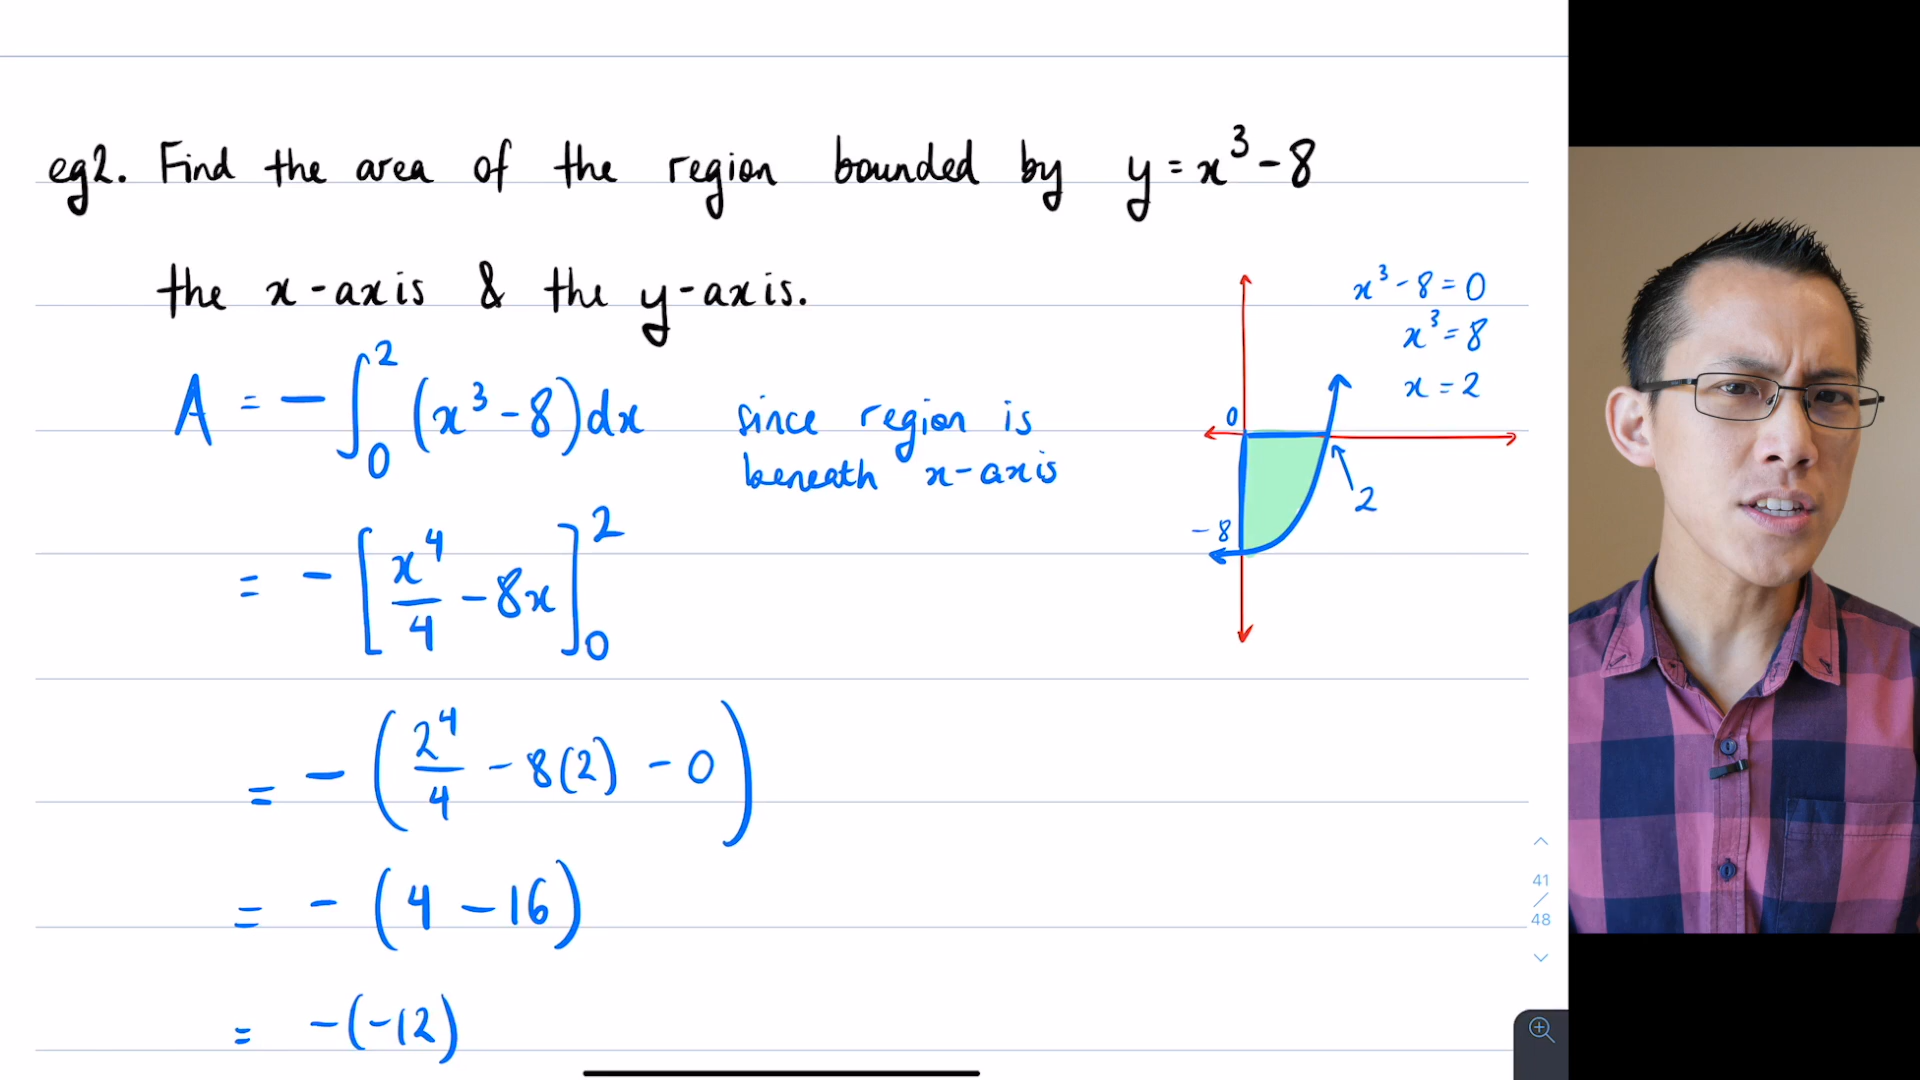 eg2. Find the area of the region bounded by y = x³ - 8
the x-axis & the y-axis.
x³ - 8 = 0
x³ = 8
x = 2
A = - ∫₀² (x³ - 8) dx
since region is
beneath x-axis
0
2
-8
= - [x⁴/4 - 8x]₀²
= - (2⁴/4 - 8(2) - 0)
= - (4 - 16)
= -(-12)
41
/
48